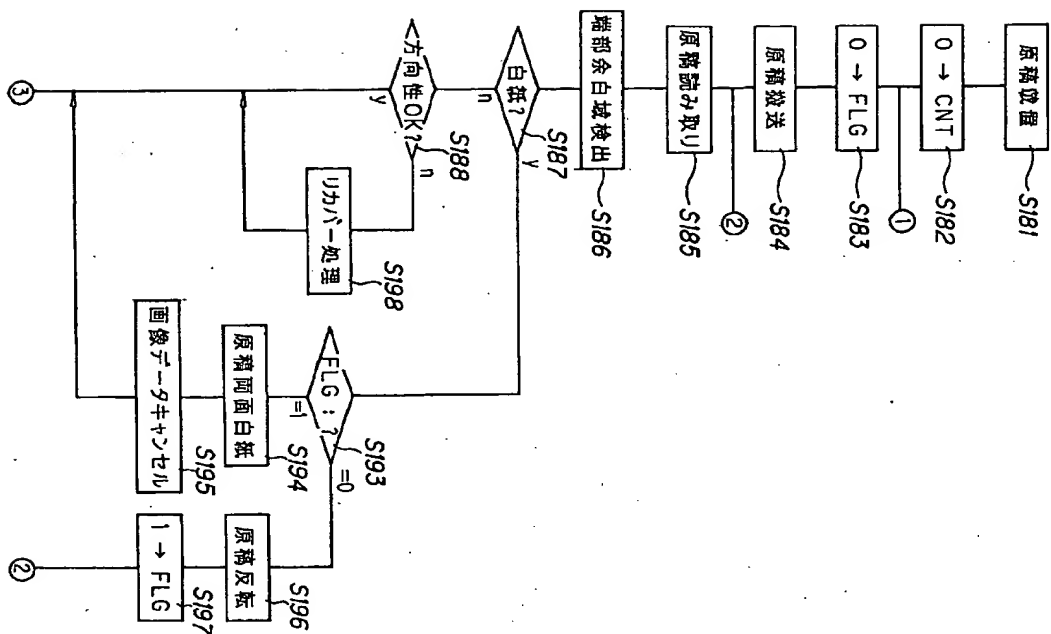 原稿載置
S181
0 → CNT
S182
①
0 → FLG
S183
原稿搬送
S184
②
原稿読み取り
S185
端部余白域検出
S186
白紙?
S187
y
n
方向性OK?
S188
n
y
リカバー処理
S198
③
FLG : ?
S193
=0
=1
原稿両面白紙
S194
画像データキャンセル
S195
原稿反転
S196
1 → FLG
S197
②